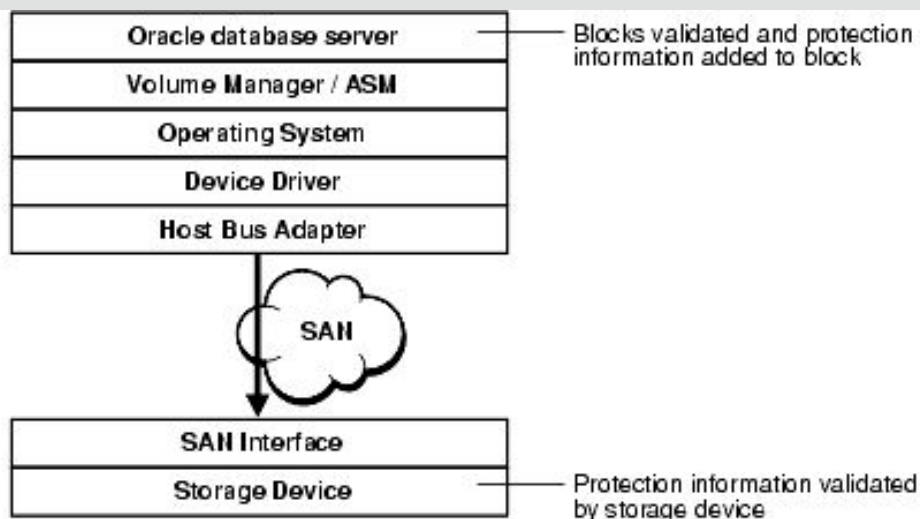 Oracle database server
Blocks validated and protection
information added to block
Volume Manager / ASM
Operating System
Device Driver
Host Bus Adapter
SAN
SAN Interface
Storage Device
Protection information validated
by storage device